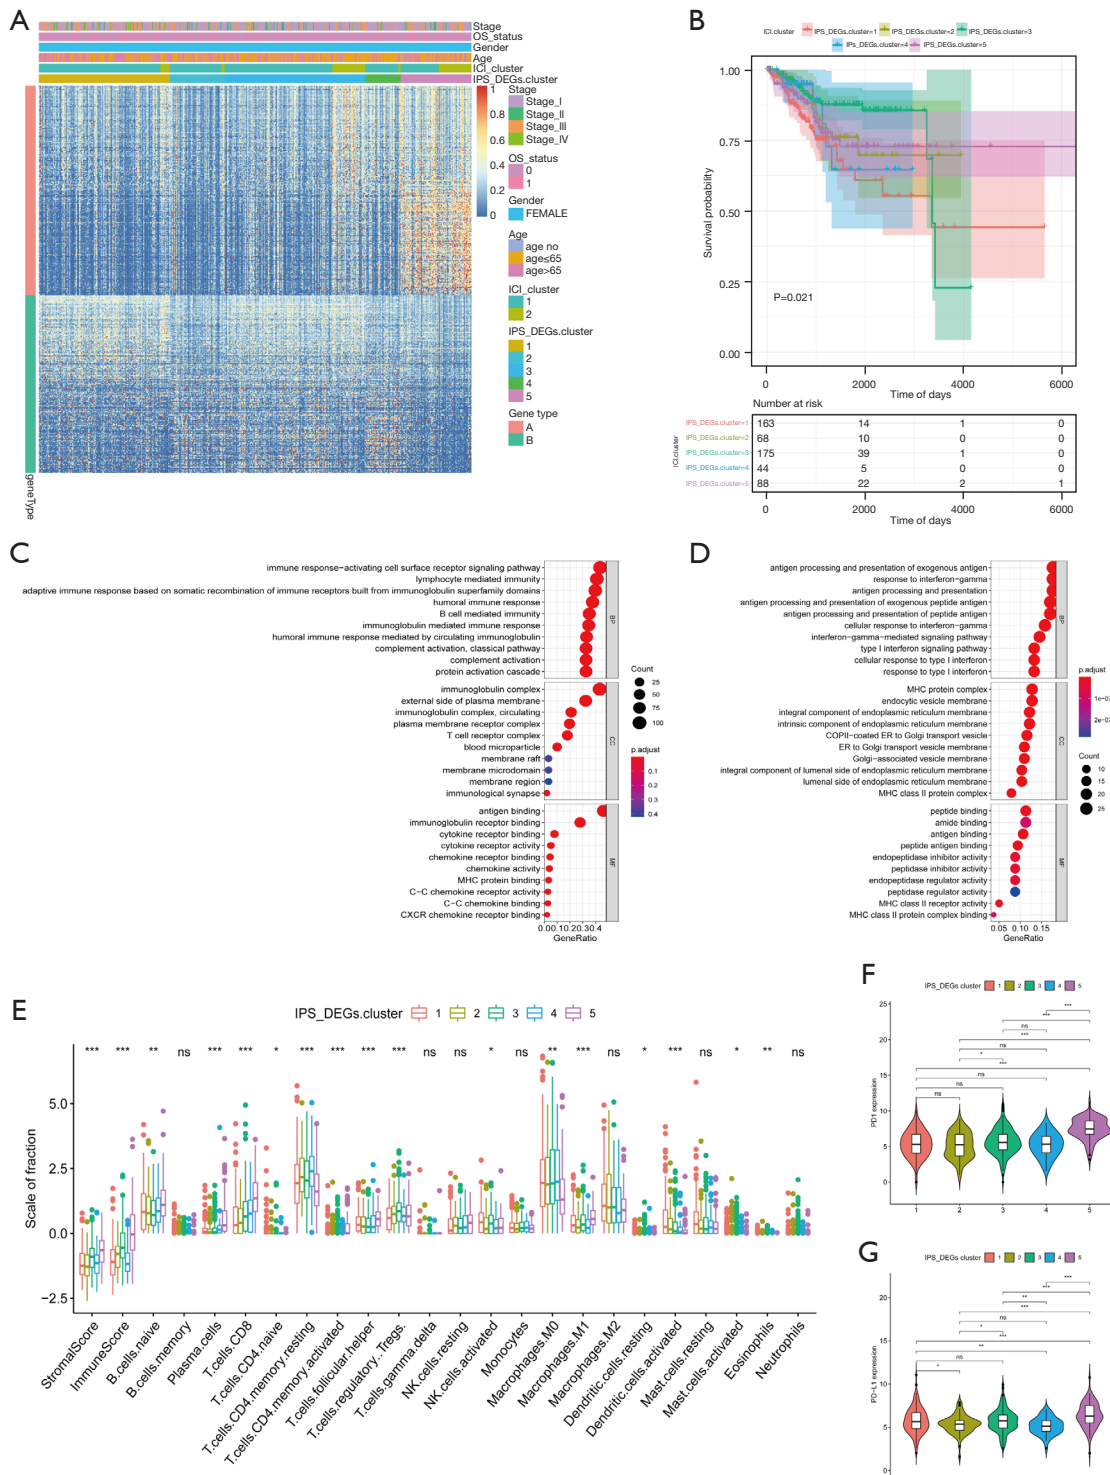 A
Stage
OS_status
Gender
Age
ICI_cluster
IPS_DEGs.cluster
1
0.8
0.6
0.4
0.2
0
Stage
Stage_I
Stage_II
Stage_III
Stage_IV
OS_status
0
1
Gender
FEMALE
Age
age no
age≤65
age>65
ICI_cluster
1
2
IPS_DEGs.cluster
1
2
3
4
5
Gene type
A
B
geneType
B
ICI.cluster IPS_DEGs.cluster=1 IPS_DEGs.cluster=2 IPS_DEGs.cluster=3
IPS_DEGs.cluster=4 IPS_DEGs.cluster=5
Survival probability
1.00
0.75
0.50
0.25
0.00
P=0.021
0 2000 4000 6000
Time of days
Number at risk
ICI.cluster
IPS_DEGs.cluster=1 163 14 1 0
IPS_DEGs.cluster=2 68 10 0 0
IPS_DEGs.cluster=3 175 39 1 0
IPS_DEGs.cluster=4 44 5 0 0
IPS_DEGs.cluster=5 88 22 2 1
0 2000 4000 6000
Time of days
C
immune response−activating cell surface receptor signaling pathway
lymphocyte mediated immunity
adaptive immune response based on somatic recombination of immune receptors built from immunoglobulin superfamily domains
humoral immune response
B cell mediated immunity
immunoglobulin mediated immune response
humoral immune response mediated by circulating immunoglobulin
complement activation, classical pathway
complement activation
protein activation cascade
BP
immunoglobulin complex
external side of plasma membrane
immunoglobulin complex, circulating
plasma membrane receptor complex
T cell receptor complex
blood microparticle
membrane raft
membrane microdomain
membrane region
immunological synapse
CC
antigen binding
immunoglobulin receptor binding
cytokine receptor binding
cytokine receptor activity
chemokine receptor binding
chemokine activity
MHC protein binding
C−C chemokine receptor activity
C−C chemokine binding
CXCR chemokine receptor binding
MF
0.00.10.20.30.4
GeneRatio
Count
25
50
75
100
p.adjust
0.1
0.2
0.3
0.4
D
antigen processing and presentation of exogenous antigen
response to interferon−gamma
antigen processing and presentation
antigen processing and presentation of exogenous peptide antigen
antigen processing and presentation of peptide antigen
cellular response to interferon−gamma
interferon−gamma−mediated signaling pathway
type I interferon signaling pathway
cellular response to type I interferon
response to type I interferon
BP
MHC protein complex
endocytic vesicle membrane
integral component of endoplasmic reticulum membrane
intrinsic component of endoplasmic reticulum membrane
COPII−coated ER to Golgi transport vesicle
ER to Golgi transport vesicle membrane
Golgi−associated vesicle membrane
integral component of lumenal side of endoplasmic reticulum membrane
lumenal side of endoplasmic reticulum membrane
MHC class II protein complex
CC
peptide binding
amide binding
antigen binding
peptide antigen binding
endopeptidase inhibitor activity
peptidase inhibitor activity
endopeptidase regulator activity
peptidase regulator activity
MHC class II receptor activity
MHC class II protein complex binding
MF
0.05 0.10 0.15
GeneRatio
p.adjust
Count
10
15
20
25
E
IPS_DEGs.cluster 1 2 3 4 5
*** *** ** ns *** *** * *** *** *** *** ns ns * ns ** *** ns * *** ns * ** ns
Scale of fraction
5.0
2.5
0.0
−2.5
StromalScore
ImmuneScore
B.cells.naive
B.cells.memory
Plasma.cells
T.cells.CD8
T.cells.CD4.naive
T.cells.CD4.memory.resting
T.cells.CD4.memory.activated
T.cells.follicular.helper
T.cells.regulatory..Tregs.
T.cells.gamma.delta
NK.cells.resting
NK.cells.activated
Monocytes
Macrophages.M0
Macrophages.M1
Macrophages.M2
Dendritic.cells.resting
Dendritic.cells.activated
Mast.cells.resting
Mast.cells.activated
Eosinophils
Neutrophils
F
IPS_DEGs cluster 1 2 3 4 5
PD1 expression
25
20
15
10
5
0
***
***
ns
***
ns
*
***
ns
ns
ns
1 2 3 4 5
G
IPS_DEGs cluster 1 2 3 4 5
PD−L1 expression
20
15
10
5
0
***
***
**
***
ns
*
***
**
ns
*
1 2 3 4 5